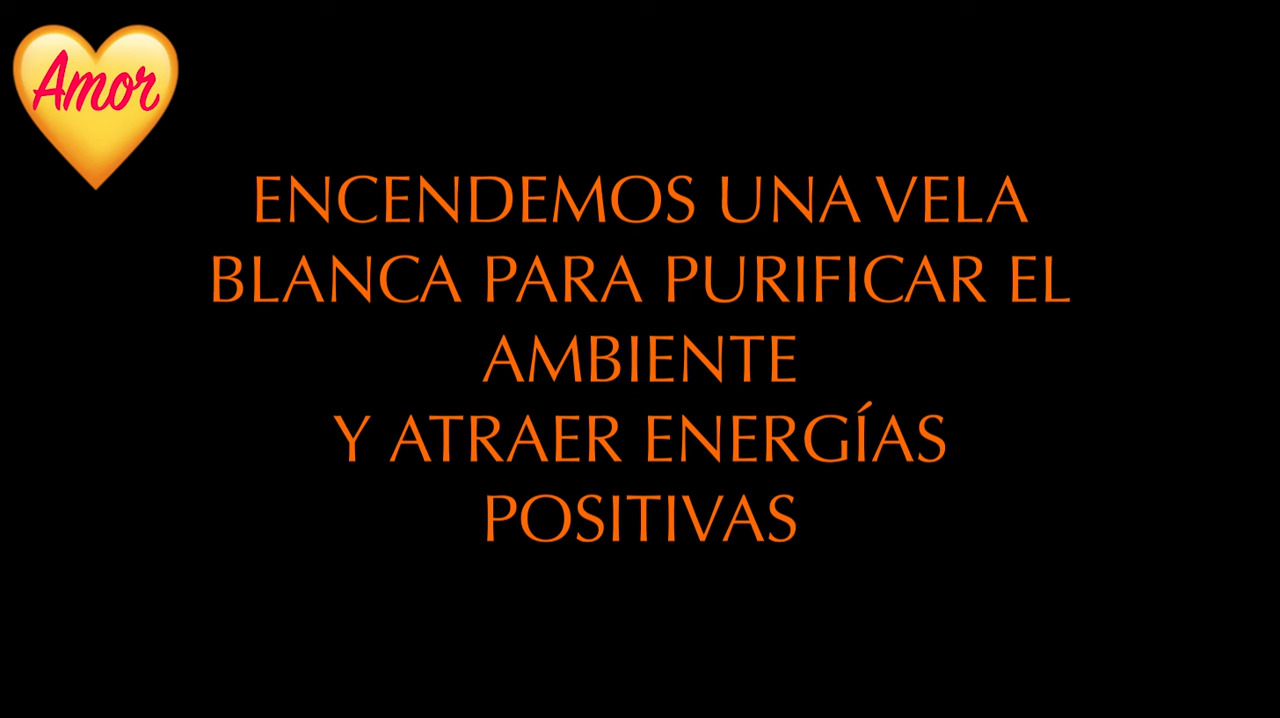 Amor
ENCENDEMOS UNA VELA
BLANCA PARA PURIFICAR EL
AMBIENTE
Y ATRAER ENERGÍAS
POSITIVAS